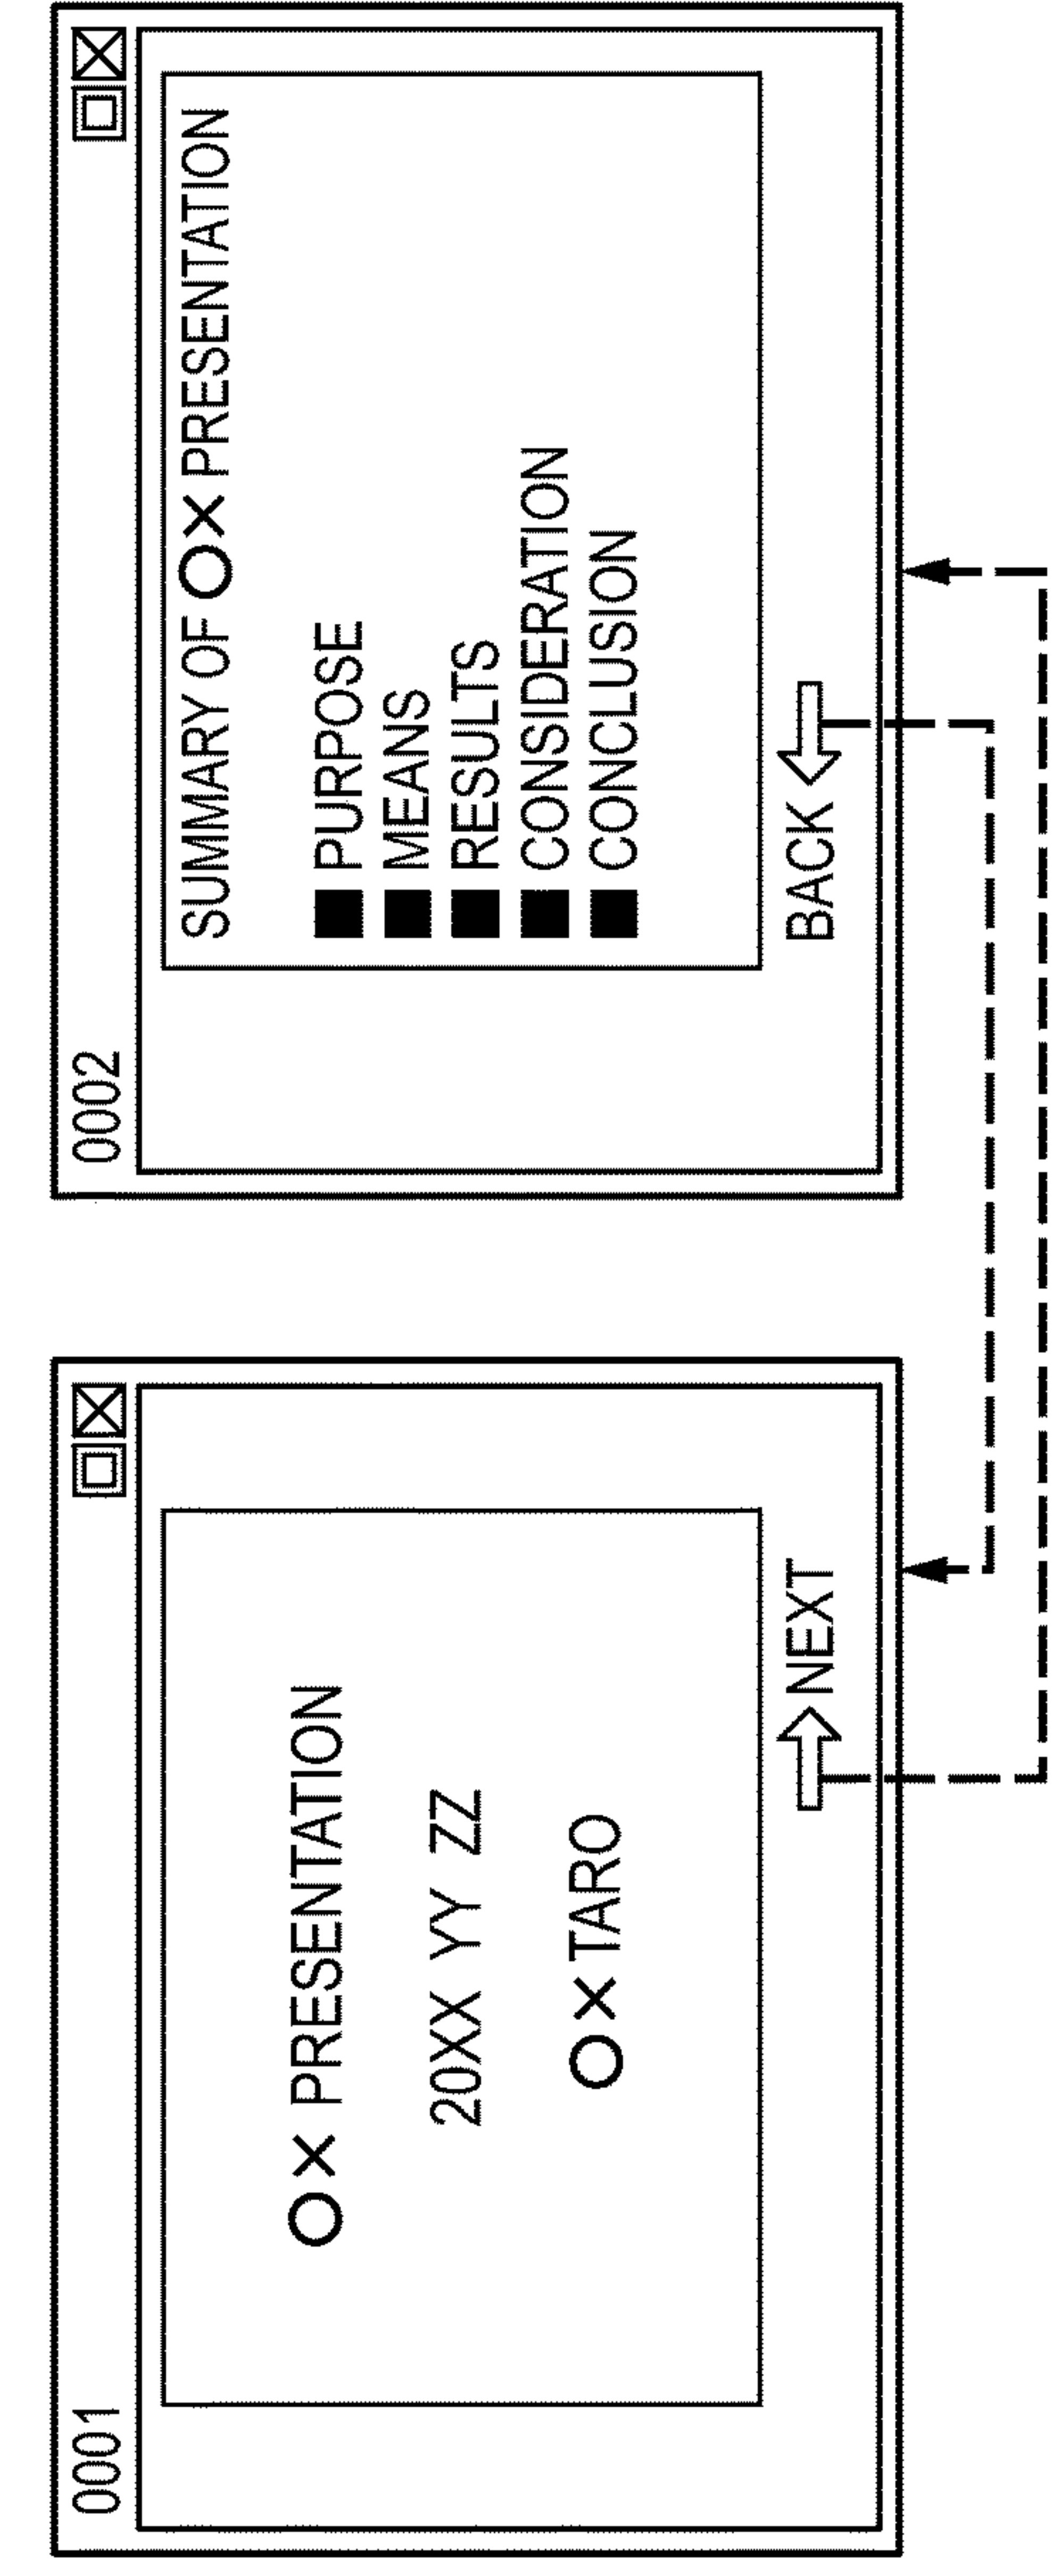 0001
○× PRESENTATION
20XX YY ZZ
○× TARO
NEXT
0002
SUMMARY OF ○× PRESENTATION
■ PURPOSE
■ MEANS
■ RESULTS
■ CONSIDERATION
■ CONCLUSION
BACK